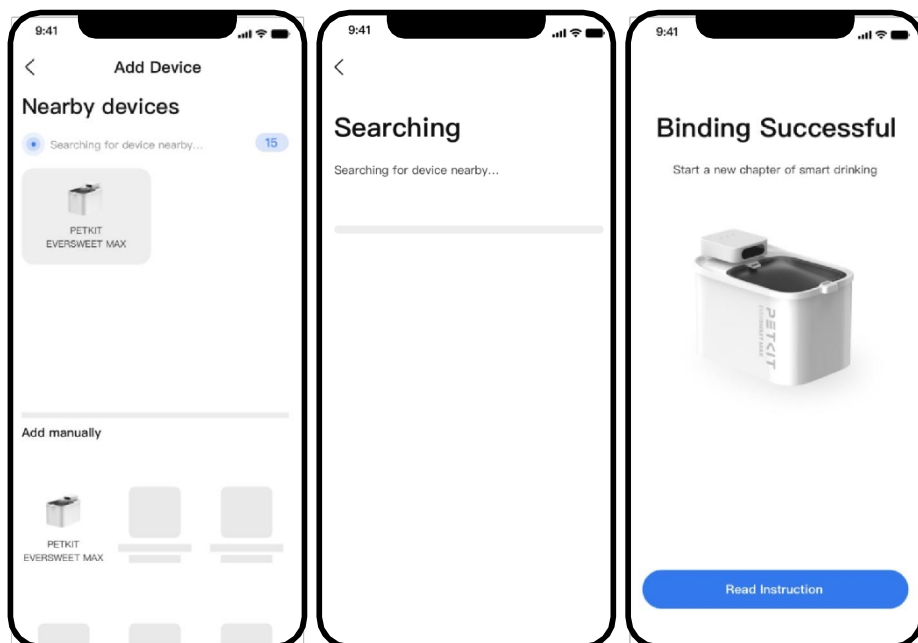 9:41
Add Device
Nearby devices
Searching for device nearby...
15
PETKIT
EVERSWEET MAX
Add manually
PETKIT
EVERSWEET MAX
9:41
Searching
Searching for device nearby...
9:41
Binding Successful
Start a new chapter of smart drinking
PETKIT
EVERSWEET MAX
Read Instruction